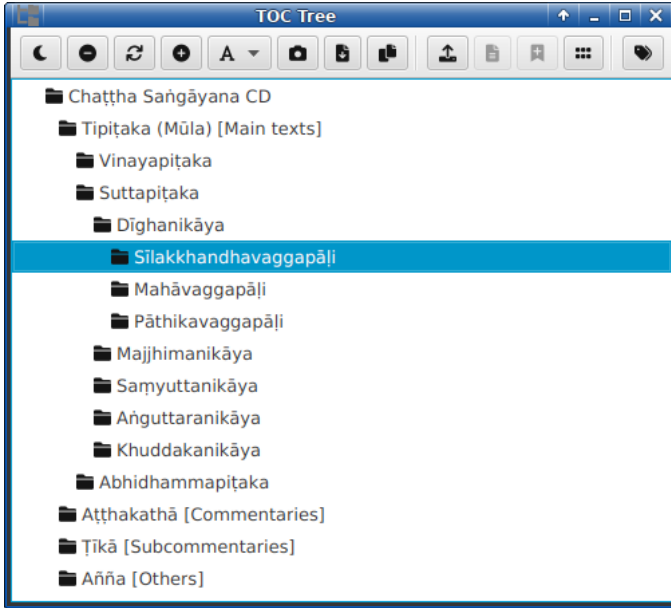 TOC Tree
A
Chaṭṭha Saṅgāyana CD
Tipiṭaka (Mūla) [Main texts]
Vinayapiṭaka
Suttapiṭaka
Dīghanikāya
Sīlakkhandhavaggapāḷi
Mahāvaggapāḷi
Pāthikavaggapāḷi
Majjhimanikāya
Saṃyuttanikāya
Aṅguttaranikāya
Khuddakanikāya
Abhidhammapiṭaka
Aṭṭhakathā [Commentaries]
Ṭīkā [Subcommentaries]
Añña [Others]